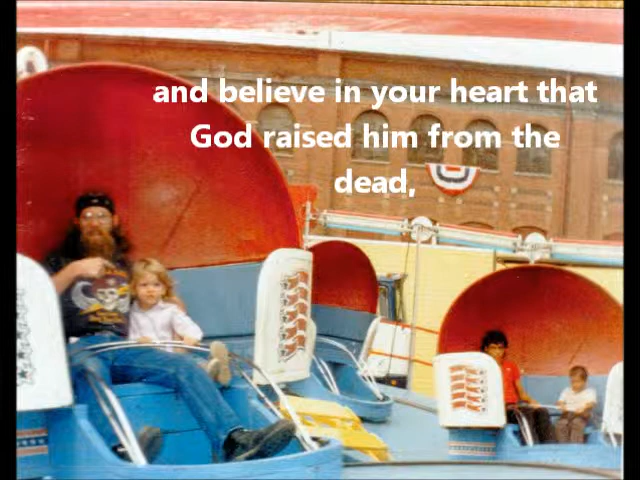 and believe in your heart that
God raised him from the
dead,